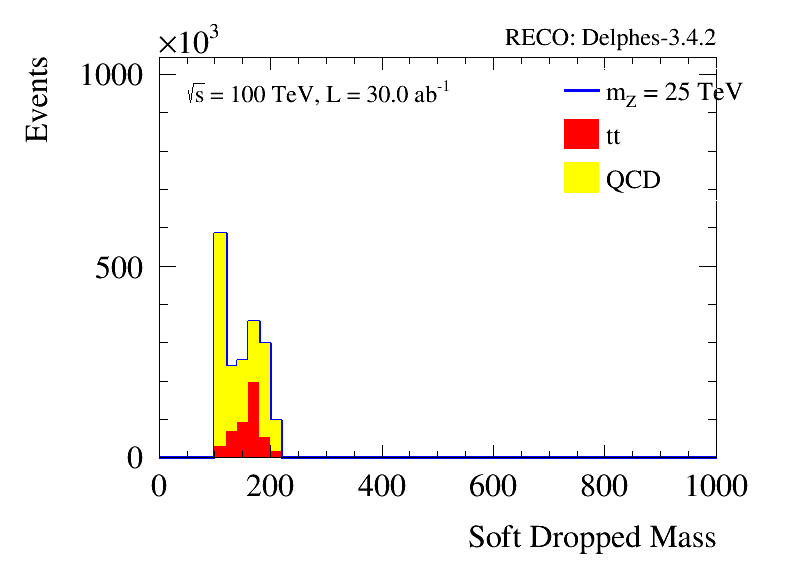 ×10³
RECO: Delphes-3.4.2
Events
1000
500
0
√s = 100 TeV, L = 30.0 ab⁻¹
m_Z = 25 TeV
tt
QCD
0 200 400 600 800 1000
Soft Dropped Mass